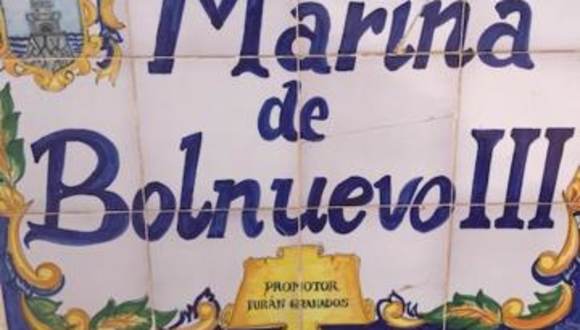 Marina
de
Bolnuevo III
PROMOTOR
DURÁN GRANADOS